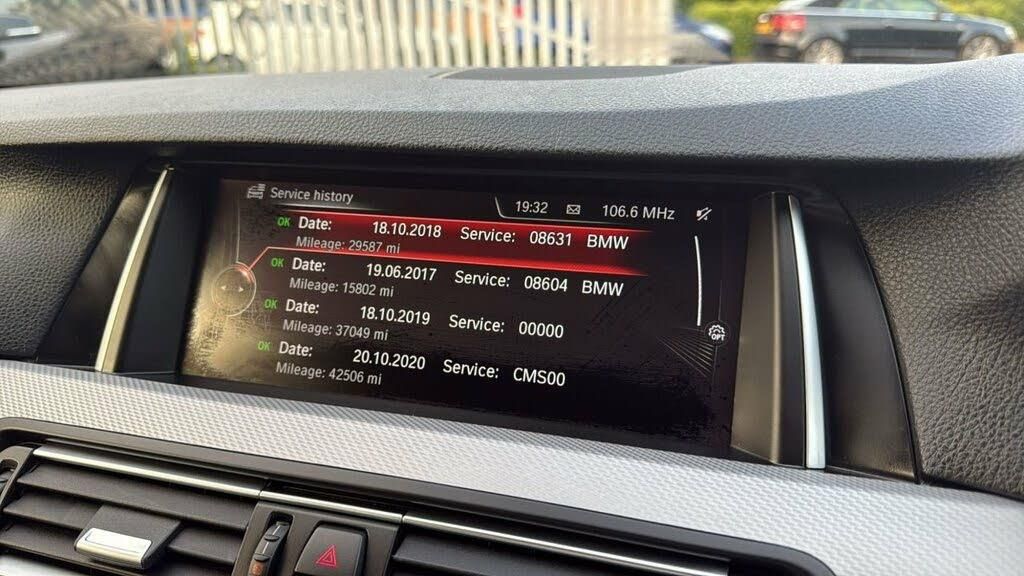 Service history
19:32 106.6 MHz
OK Date: 18.10.2018 Service: 08631 BMW
Mileage: 29587 mi
OK Date: 19.06.2017 Service: 08604 BMW
Mileage: 15802 mi
OK Date: 18.10.2019 Service: 00000
Mileage: 37049 mi
OK Date: 20.10.2020 Service: CMS00
Mileage: 42506 mi
OPT